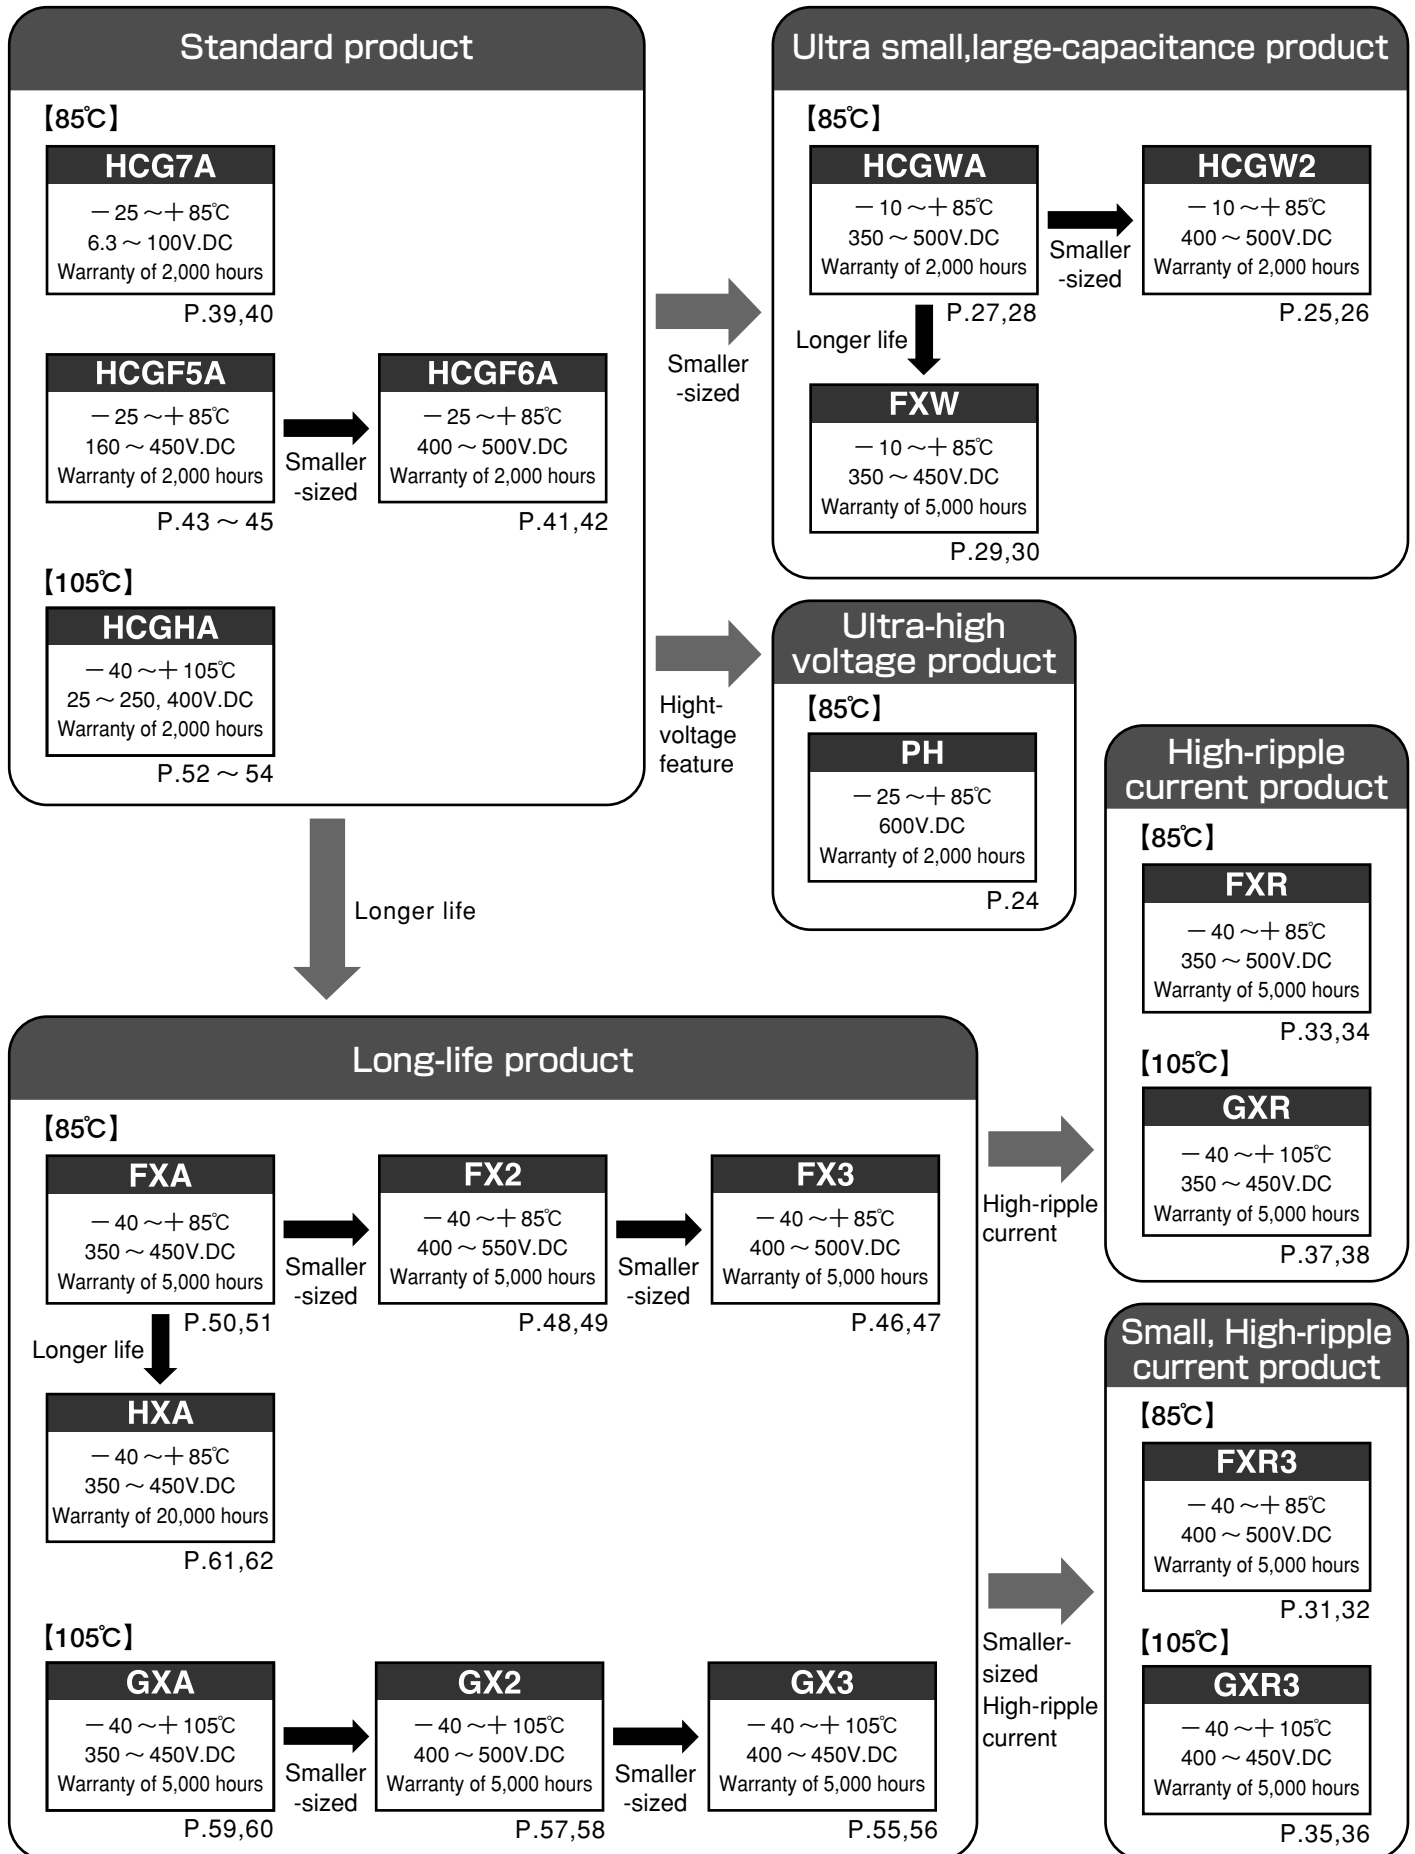 Standard product
【85℃】
HCG7A
－25～＋85℃
6.3～100V.DC
Warranty of 2,000 hours
P.39,40
HCGF5A
－25～＋85℃
160～450V.DC
Warranty of 2,000 hours
P.43～45
Smaller
-sized
HCGF6A
－25～＋85℃
400～500V.DC
Warranty of 2,000 hours
P.41,42
【105℃】
HCGHA
－40～＋105℃
25～250, 400V.DC
Warranty of 2,000 hours
P.52～54
Smaller
-sized
Ultra small,large-capacitance product
【85℃】
HCGWA
－10～＋85℃
350～500V.DC
Warranty of 2,000 hours
P.27,28
Smaller
-sized
HCGW2
－10～＋85℃
400～500V.DC
Warranty of 2,000 hours
P.25,26
Longer life
FXW
－10～＋85℃
350～450V.DC
Warranty of 5,000 hours
P.29,30
Hight-
voltage
feature
Ultra-high
voltage product
【85℃】
PH
－25～＋85℃
600V.DC
Warranty of 2,000 hours
P.24
Longer life
Long-life product
【85℃】
FXA
－40～＋85℃
350～450V.DC
Warranty of 5,000 hours
P.50,51
Smaller
-sized
FX2
－40～＋85℃
400～550V.DC
Warranty of 5,000 hours
P.48,49
Smaller
-sized
FX3
－40～＋85℃
400～500V.DC
Warranty of 5,000 hours
P.46,47
Longer life
HXA
－40～＋85℃
350～450V.DC
Warranty of 20,000 hours
P.61,62
【105℃】
GXA
－40～＋105℃
350～450V.DC
Warranty of 5,000 hours
P.59,60
Smaller
-sized
GX2
－40～＋105℃
400～500V.DC
Warranty of 5,000 hours
P.57,58
Smaller
-sized
GX3
－40～＋105℃
400～450V.DC
Warranty of 5,000 hours
P.55,56
High-ripple
current
High-ripple
current product
【85℃】
FXR
－40～＋85℃
350～500V.DC
Warranty of 5,000 hours
P.33,34
【105℃】
GXR
－40～＋105℃
350～450V.DC
Warranty of 5,000 hours
P.37,38
Smaller-
sized
High-ripple
current
Small, High-ripple
current product
【85℃】
FXR3
－40～＋85℃
400～500V.DC
Warranty of 5,000 hours
P.31,32
【105℃】
GXR3
－40～＋105℃
400～450V.DC
Warranty of 5,000 hours
P.35,36